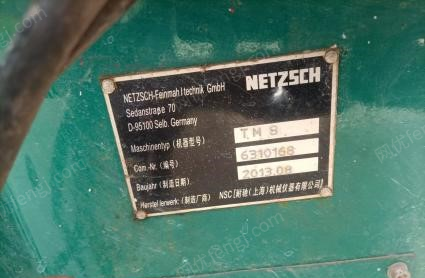 NETZSCH
NETZSCH-Feinmahltechnik GmbH
Sedanstraße 70
D-95100 Selb. Germany
Maschinentyp (机器型号) TM 8
Com-Nr. (编号) 6310168
Baujahr (制造日期) 2013.08
Herstellerwerk: (制造厂商) NSC[耐驰(上海)机械仪器有限公司]